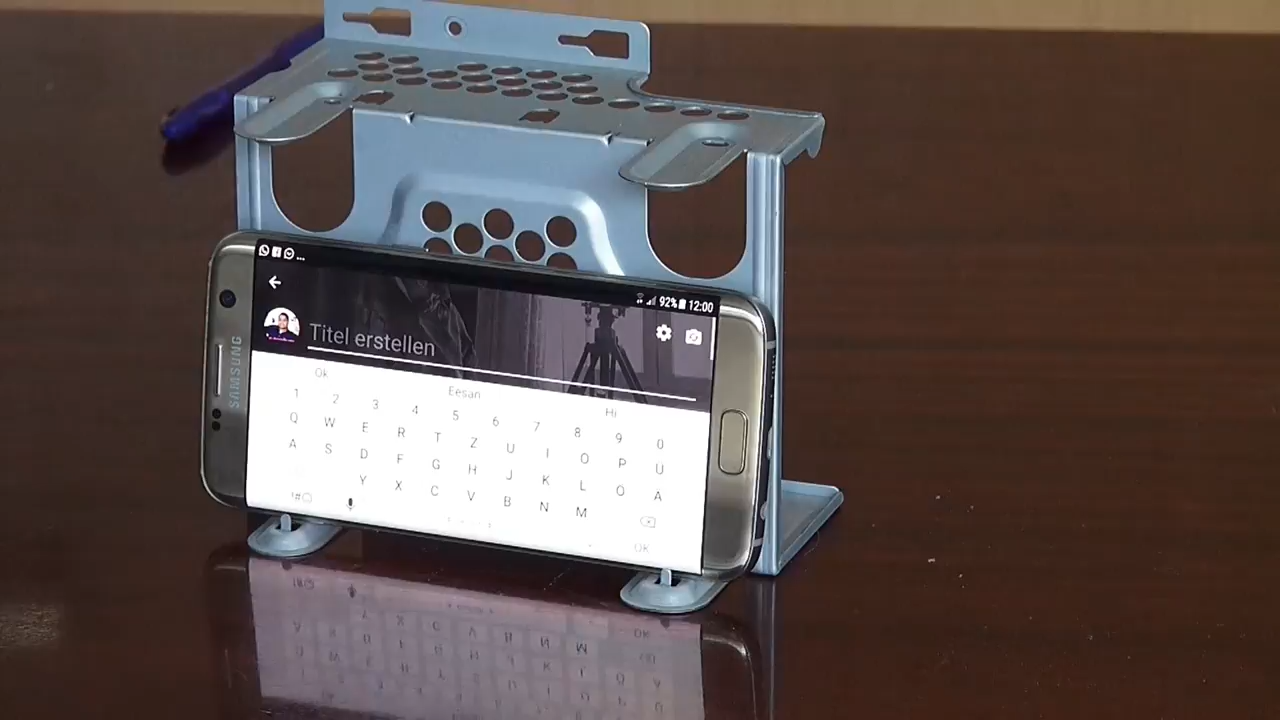 92% 12:00
SAMSUNG
Titel erstellen
Ok Eesan Hi
1 2 3 4 5 6 7 8 9 0
Q W E R T Z U I O P Ü
A S D F G H J K L Ö Ä
Y X C V B N M
!#
OK